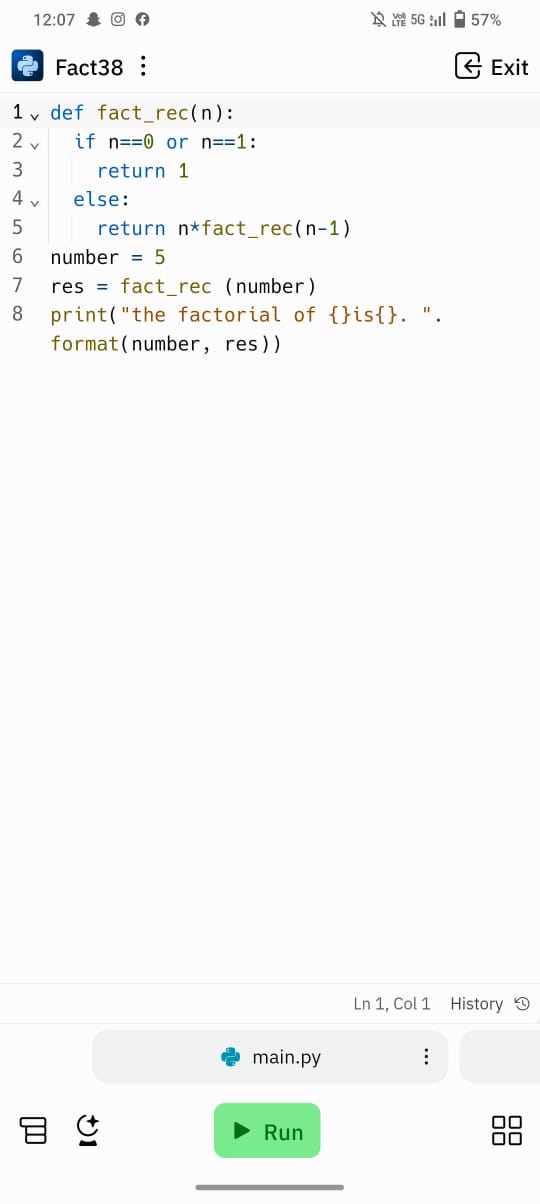 12:07 Vo) LTE 5G 57%
Fact38 Exit
1 def fact_rec(n):
2 if n==0 or n==1:
3 return 1
4 else:
5 return n*fact_rec(n-1)
6 number = 5
7 res = fact_rec (number)
8 print("the factorial of {}is{}. ".
format(number, res))
Ln 1, Col 1 History
main.py
Run